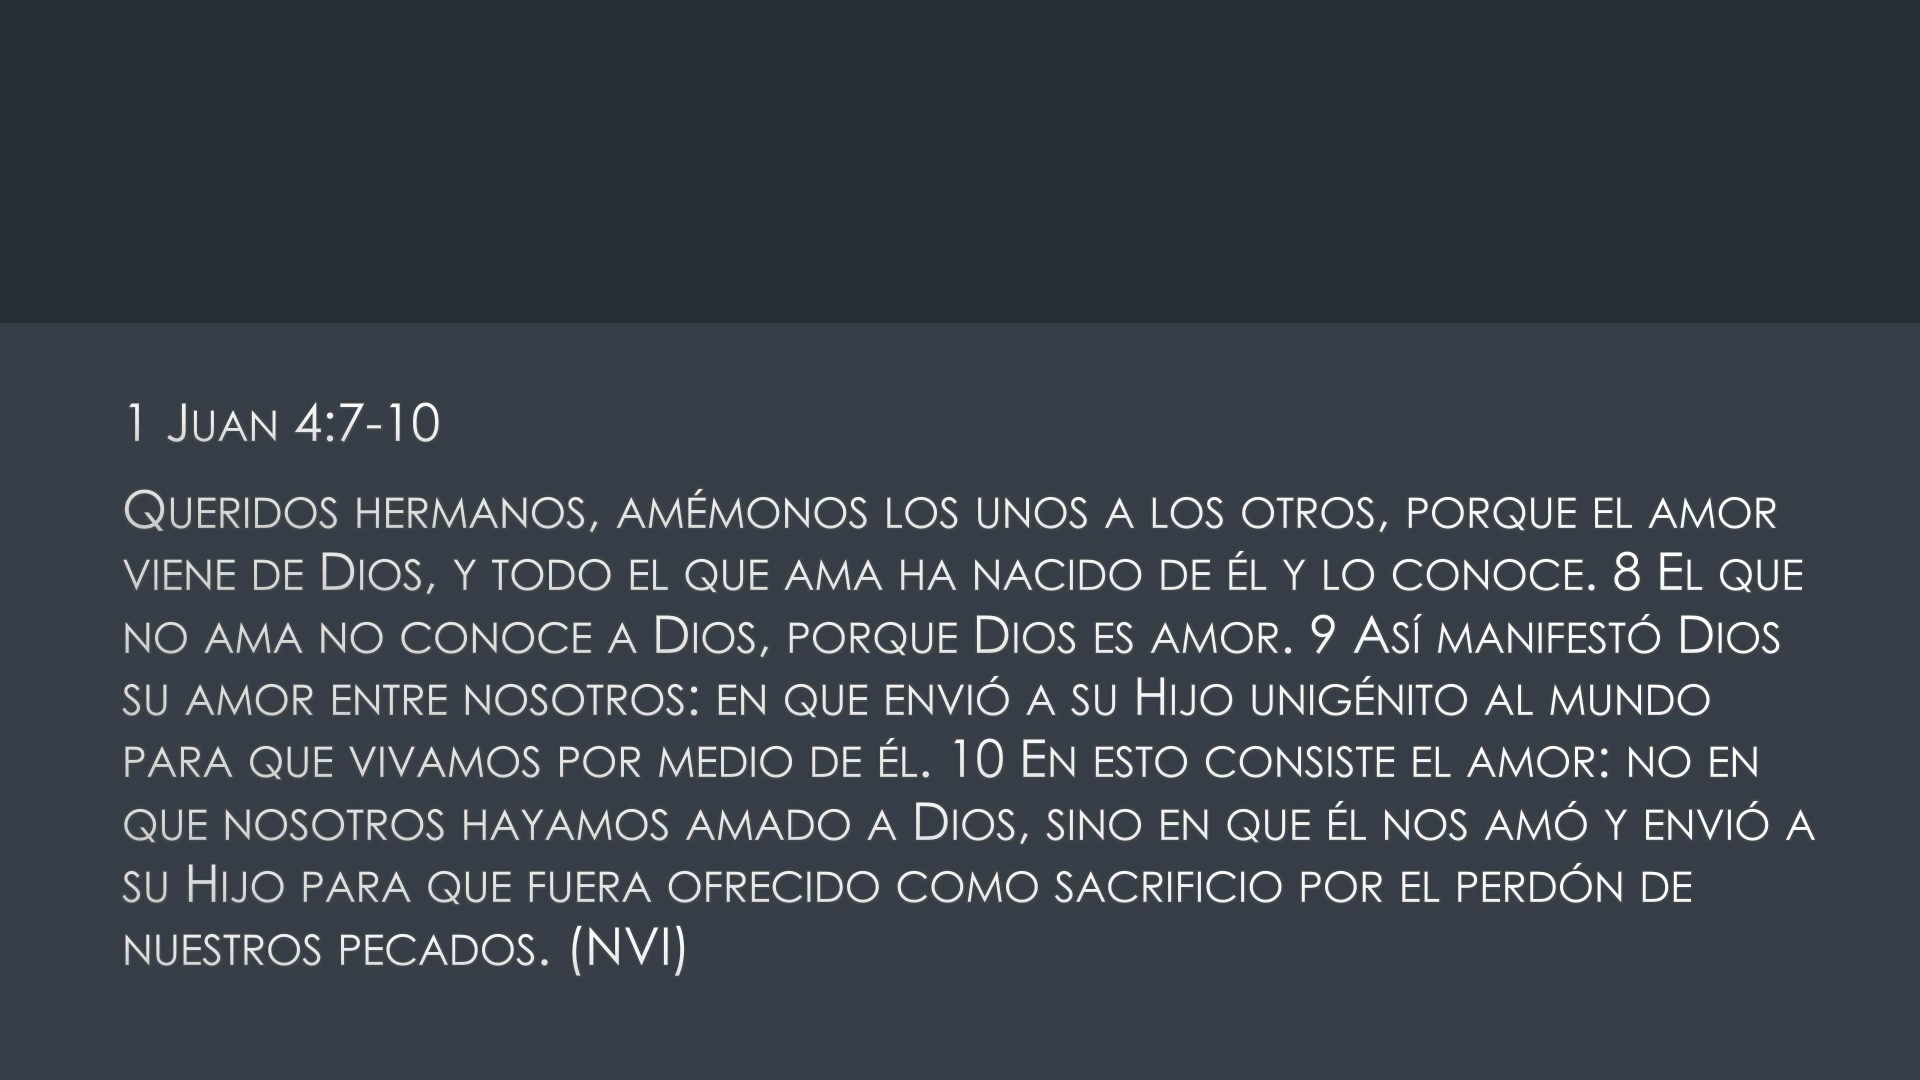 1 Juan 4:7-10
Queridos hermanos, amémonos los unos a los otros, porque el amor
viene de Dios, y todo el que ama ha nacido de él y lo conoce. 8 El que
no ama no conoce a Dios, porque Dios es amor. 9 Así manifestó Dios
su amor entre nosotros: en que envió a su Hijo unigénito al mundo
para que vivamos por medio de él. 10 En esto consiste el amor: no en
que nosotros hayamos amado a Dios, sino en que él nos amó y envió a
su Hijo para que fuera ofrecido como sacrificio por el perdón de
nuestros pecados. (NVI)